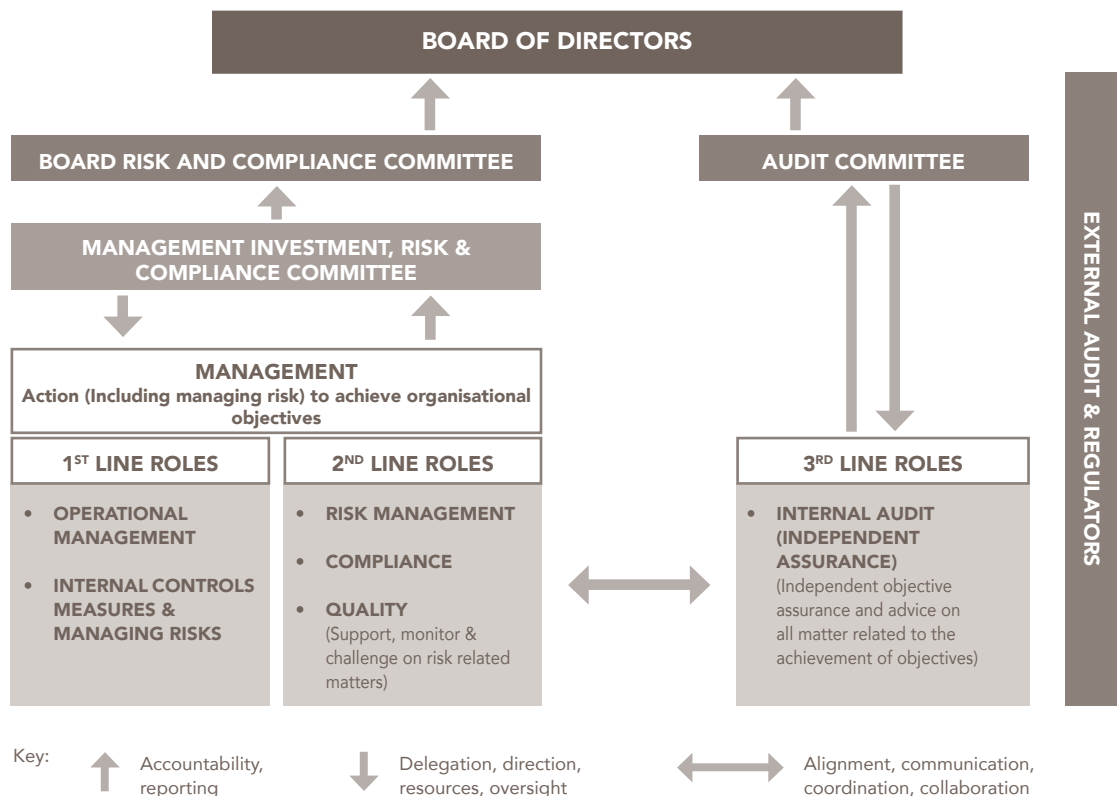 BOARD OF DIRECTORS
BOARD RISK AND COMPLIANCE COMMITTEE
AUDIT COMMITTEE
MANAGEMENT INVESTMENT, RISK &
COMPLIANCE COMMITTEE
MANAGEMENT
Action (Including managing risk) to achieve organisational
objectives
1ST LINE ROLES
• OPERATIONAL
MANAGEMENT
• INTERNAL CONTROLS
MEASURES &
MANAGING RISKS
2ND LINE ROLES
• RISK MANAGEMENT
• COMPLIANCE
• QUALITY
(Support, monitor &
challenge on risk related
matters)
3RD LINE ROLES
• INTERNAL AUDIT
(INDEPENDENT
ASSURANCE)
(Independent objective
assurance and advice on
all matter related to the
achievement of objectives)
EXTERNAL AUDIT & REGULATORS
Key:
Accountability,
reporting
Delegation, direction,
resources, oversight
Alignment, communication,
coordination, collaboration